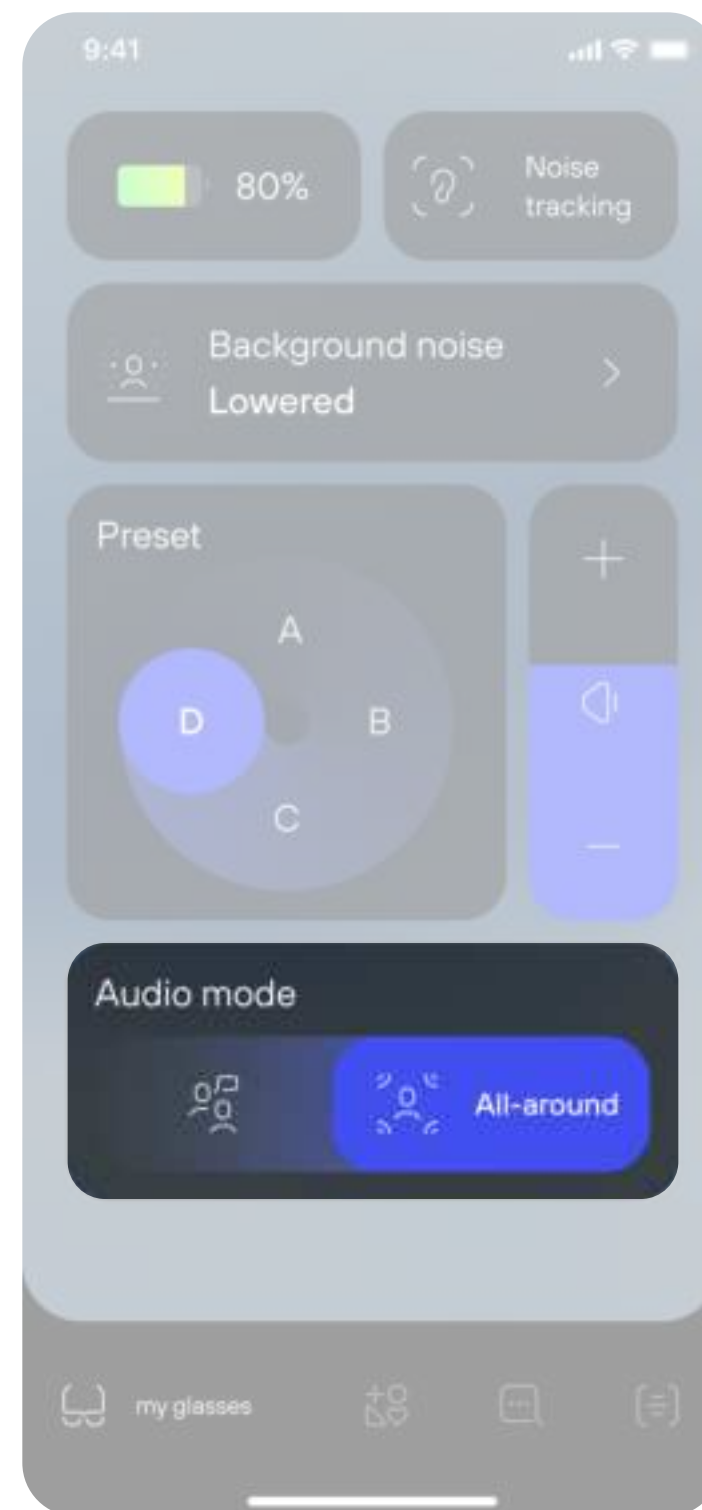 9:41
80%
Noise
tracking
Background noise
Lowered
Preset
A
D
B
C
Audio mode
All-around
my glasses